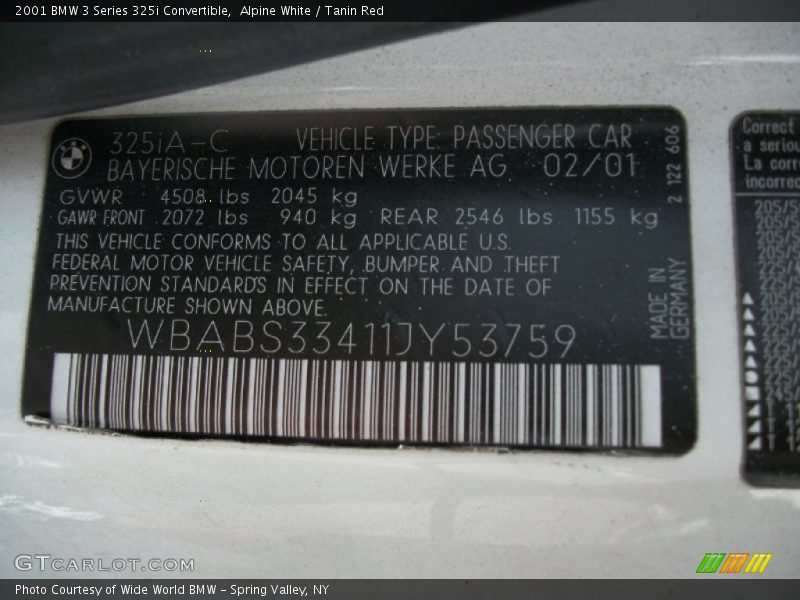 2001 BMW 3 Series 325i Convertible,  Alpine White / Tanin Red
325iA-C VEHICLE TYPE: PASSENGER CAR
BAYERISCHE MOTOREN WERKE AG 02/01
GVWR 4508 lbs 2045 kg
GAWR FRONT 2072 lbs 940 kg REAR 2546 lbs 1155 kg
THIS VEHICLE CONFORMS TO ALL APPLICABLE U.S.
FEDERAL MOTOR VEHICLE SAFETY, BUMPER AND THEFT
PREVENTION STANDARDS IN EFFECT ON THE DATE OF
MANUFACTURE SHOWN ABOVE.
WBABS33411JY53759
2 122 606
MADE IN
GERMANY
Correct
a seriou
La corr
incorrec
GTCARLOT.COM
Photo Courtesy of Wide World BMW - Spring Valley, NY